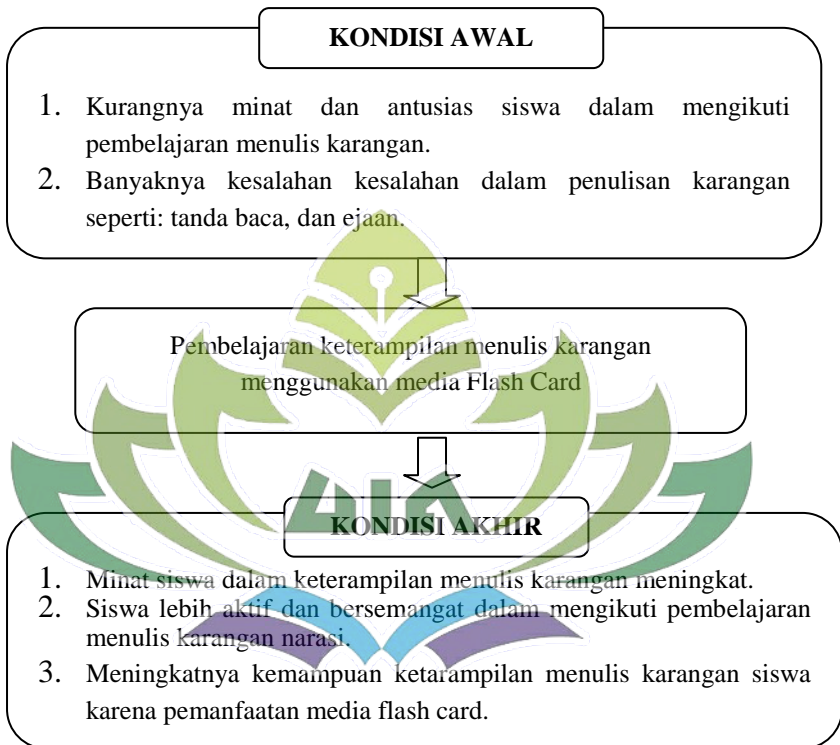 KONDISI AWAL
1. Kurangnya minat dan antusias siswa dalam mengikuti
pembelajaran menulis karangan.
2. Banyaknya kesalahan kesalahan dalam penulisan karangan
seperti: tanda baca, dan ejaan.
Pembelajaran keterampilan menulis karangan
menggunakan media Flash Card
KONDISI AKHIR
1. Minat siswa dalam keterampilan menulis karangan meningkat.
2. Siswa lebih aktif dan bersemangat dalam mengikuti pembelajaran
menulis karangan narasi.
3. Meningkatnya kemampuan ketarampilan menulis karangan siswa
karena pemanfaatan media flash card.